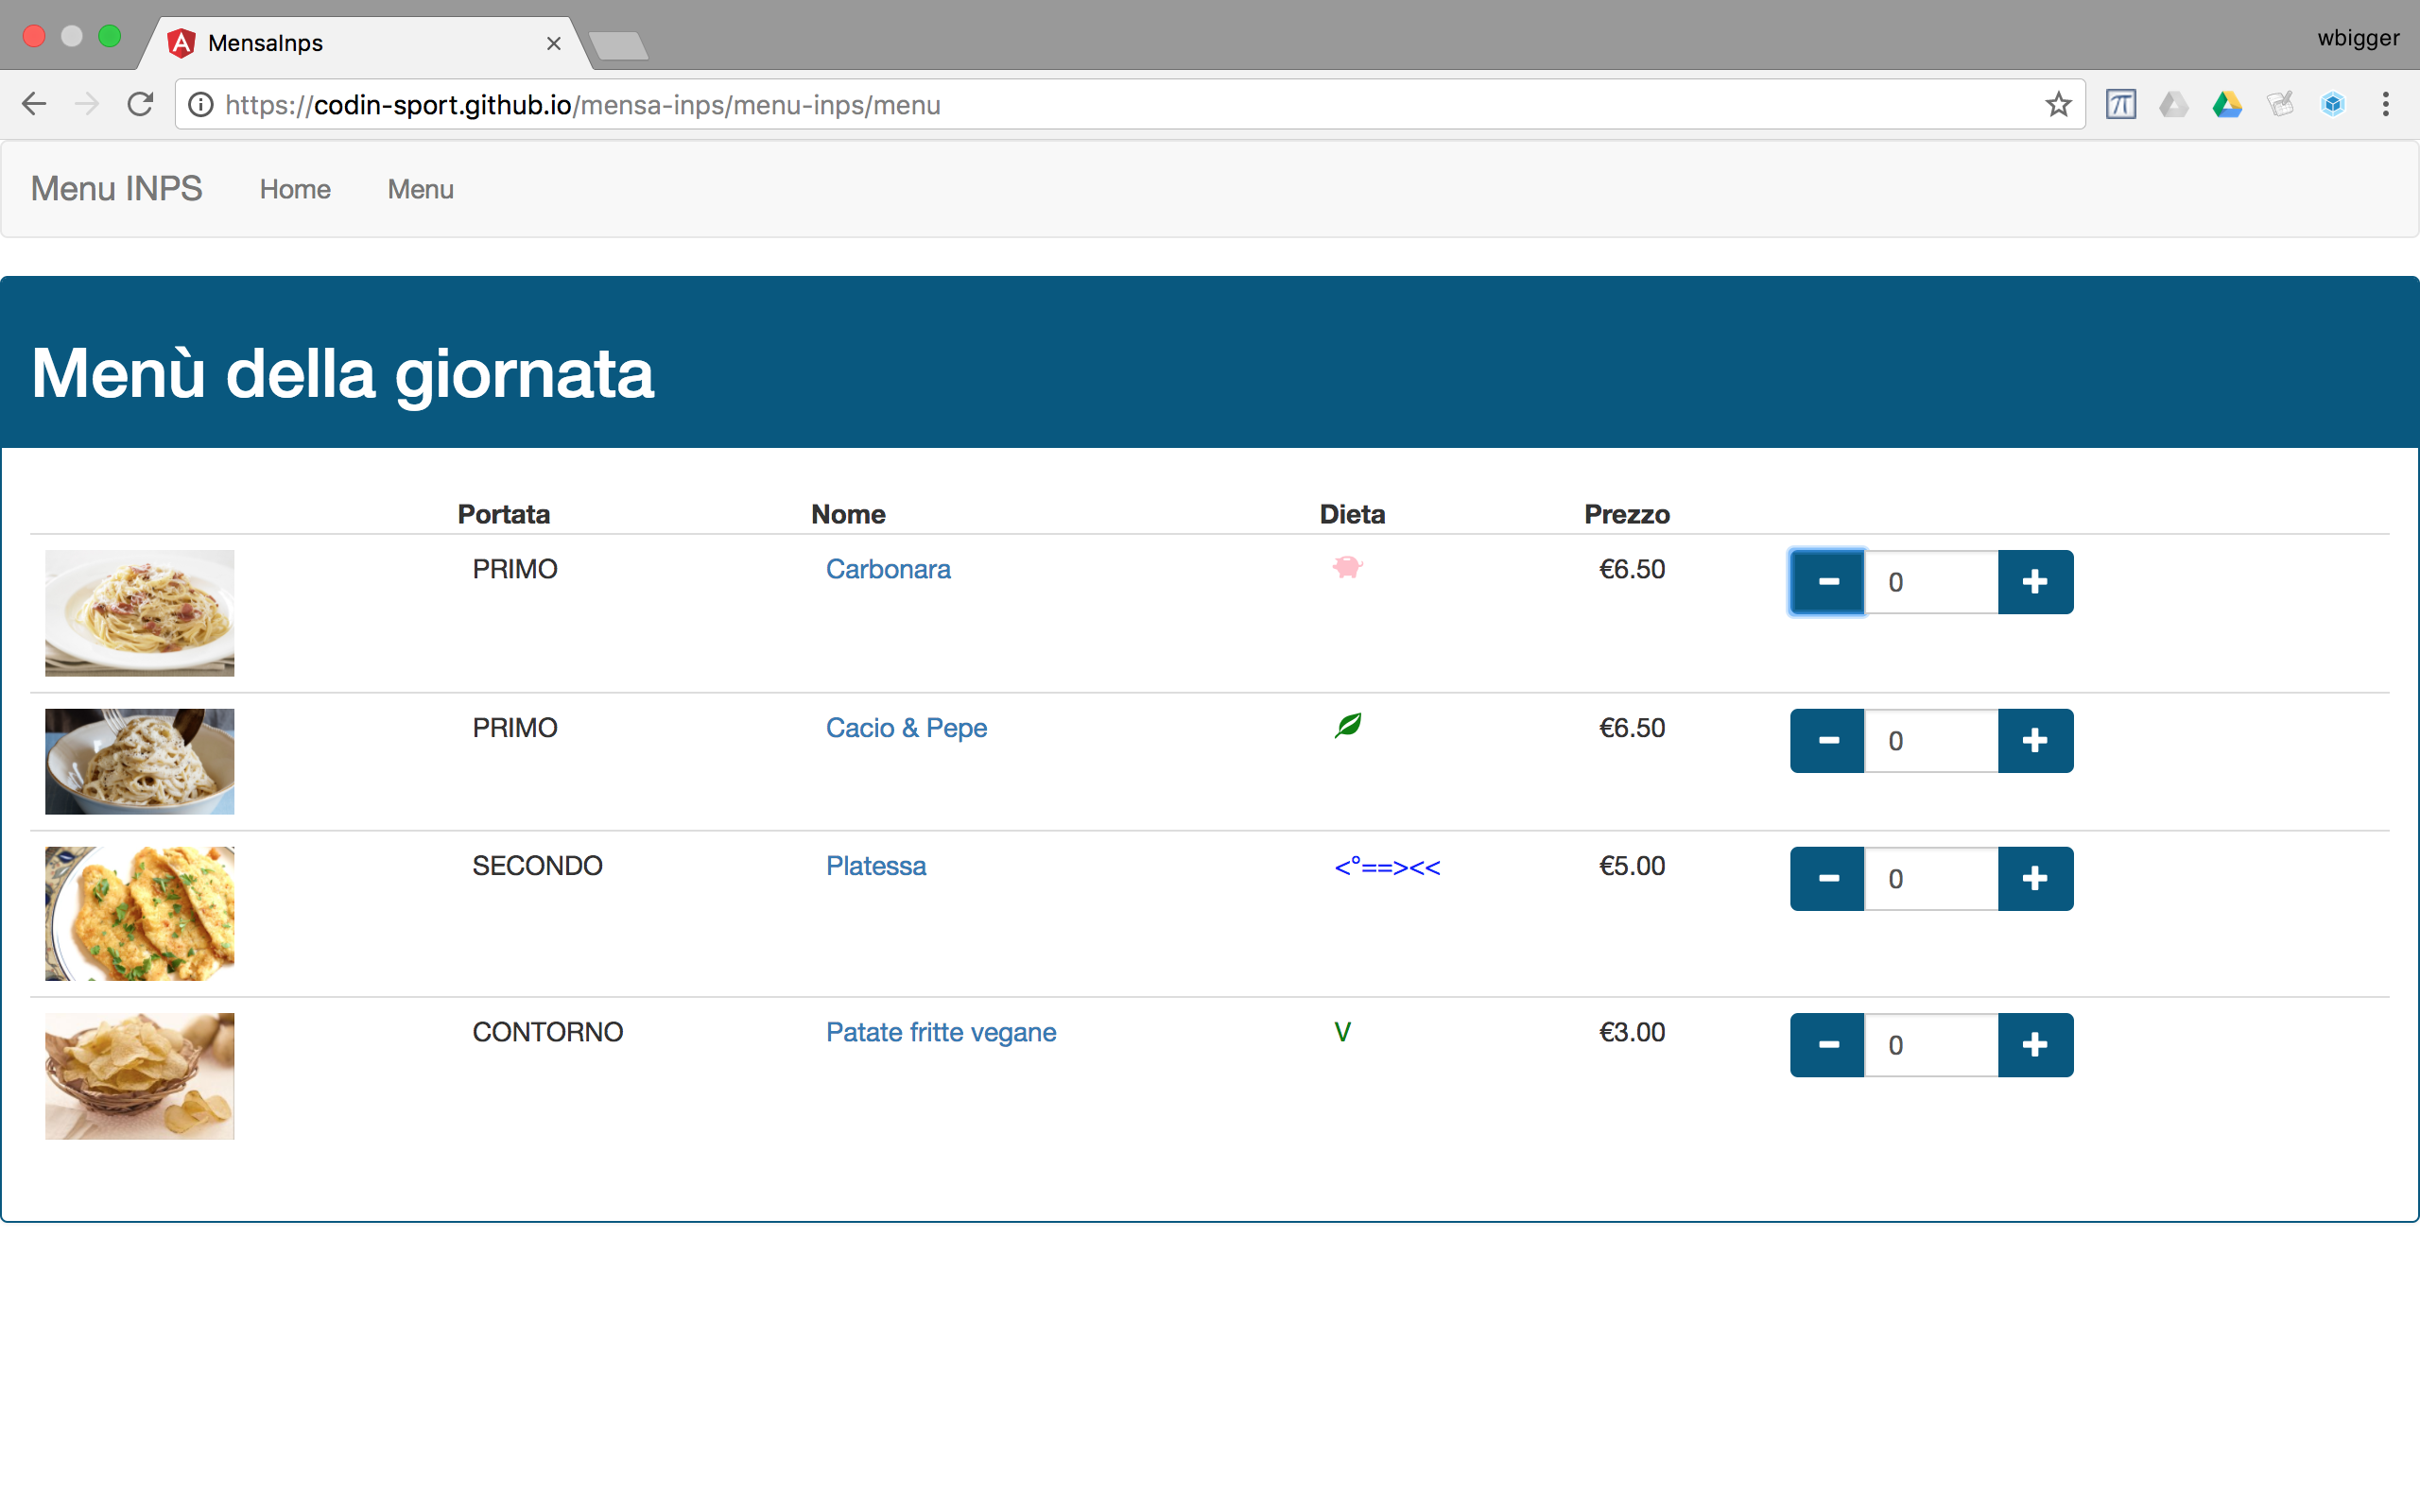 MensaInps
wbigger
https://codin-sport.github.io/mensa-inps/menu-inps/menu
Menu INPS Home Menu
Menù della giornata
Portata Nome Dieta Prezzo
PRIMO Carbonara €6.50 0
PRIMO Cacio & Pepe €6.50 0
SECONDO Platessa <°==><< €5.00 0
CONTORNO Patate fritte vegane V €3.00 0